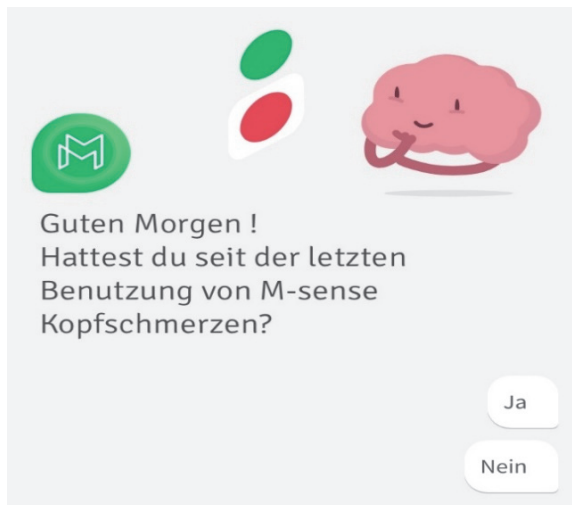 Guten Morgen !
Hattest du seit der letzten
Benutzung von M-sense
Kopfschmerzen?
Ja
Nein